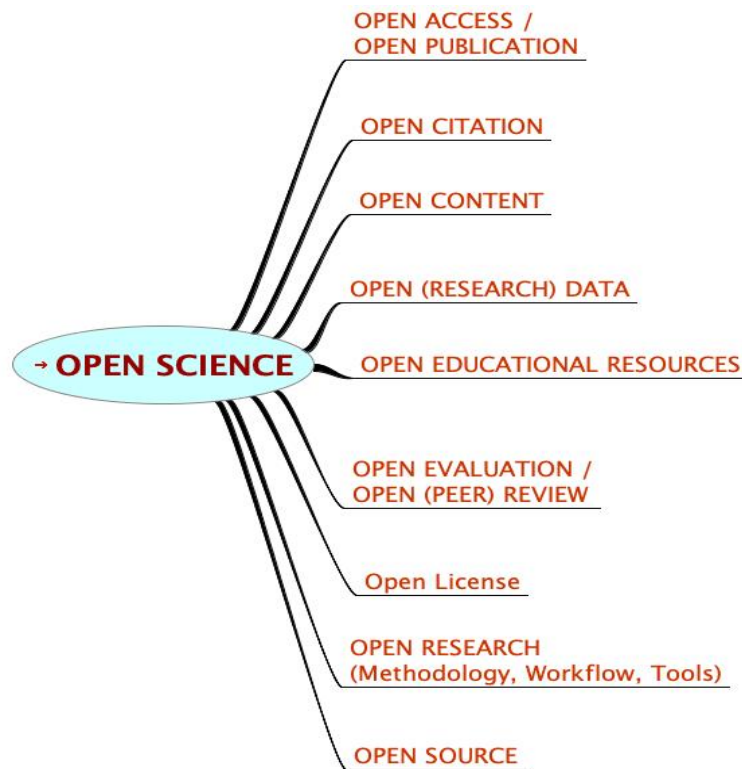 OPEN ACCESS /
OPEN PUBLICATION
OPEN CITATION
OPEN CONTENT
OPEN (RESEARCH) DATA
→ OPEN SCIENCE
OPEN EDUCATIONAL RESOURCES
OPEN EVALUATION /
OPEN (PEER) REVIEW
Open License
OPEN RESEARCH
(Methodology, Workflow, Tools)
OPEN SOURCE